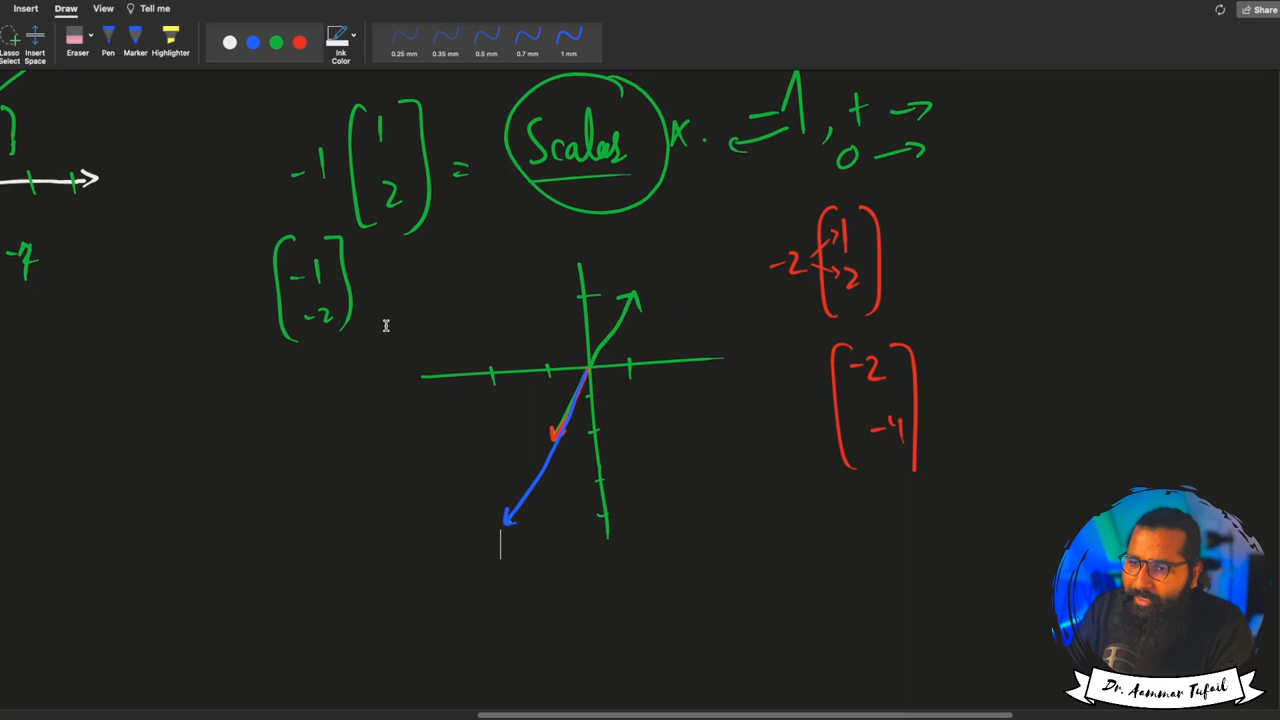 Insert Draw View Tell me
Share
Lasso Select
Insert Space
Eraser
Pen
Marker
Highlighter
Ink Color
0.25 mm 0.35 mm 0.5 mm 0.7 mm 1 mm
-1 [1 2] =
Scales
K. -1, + →
0 →
-7
[-1 -2]
-2 [1 2]
[-2 -4]
Dr. Aammar Tufail